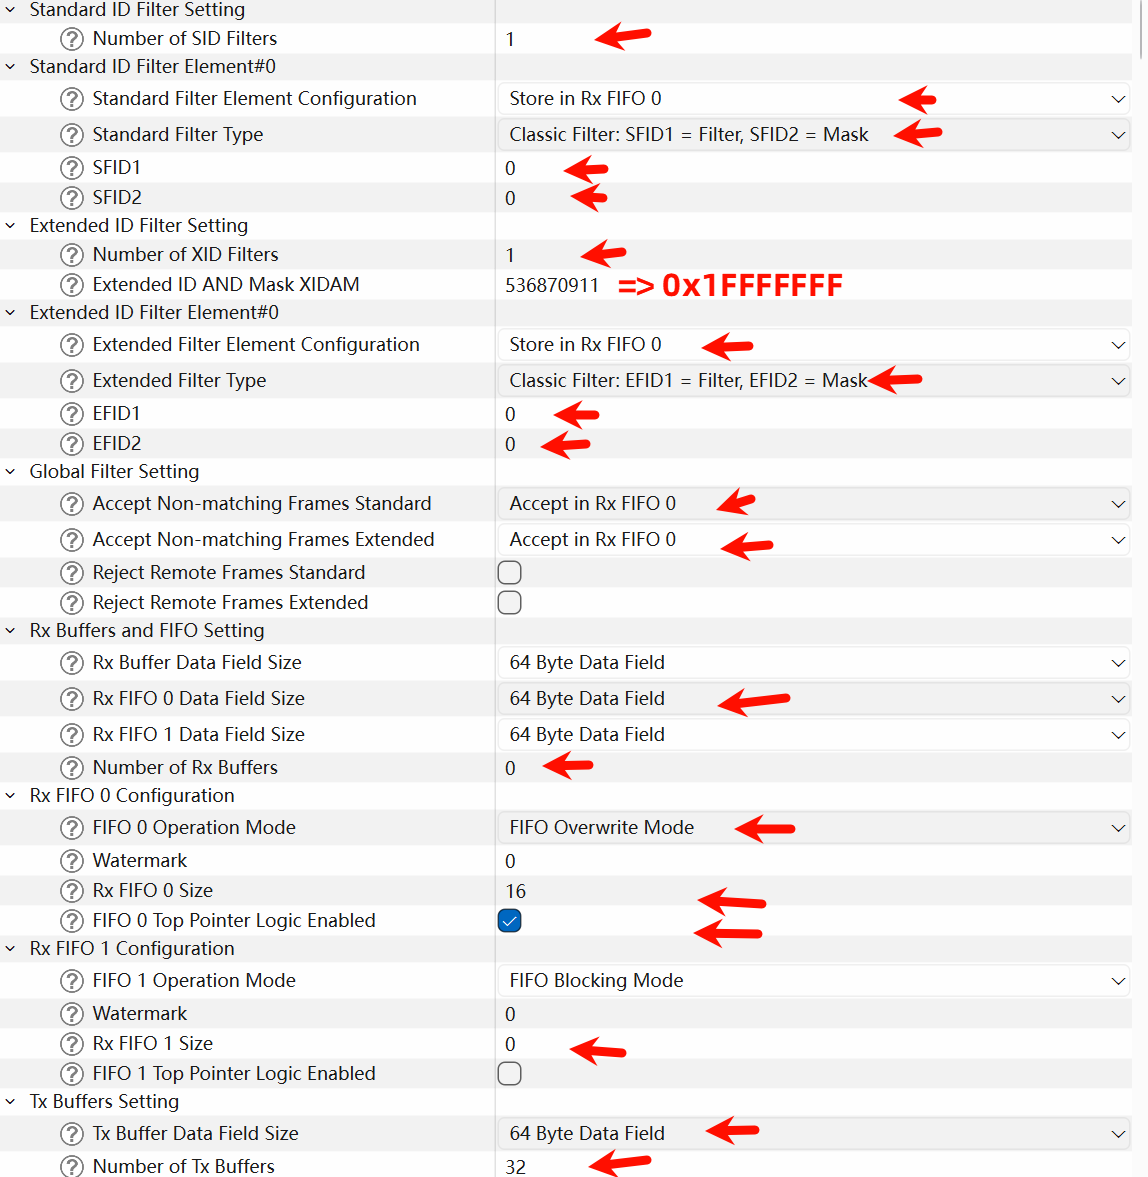 Standard ID Filter Setting
Number of SID Filters 1
Standard ID Filter Element#0
Standard Filter Element Configuration Store in Rx FIFO 0
Standard Filter Type Classic Filter: SFID1 = Filter, SFID2 = Mask
SFID1 0
SFID2 0
Extended ID Filter Setting
Number of XID Filters 1
Extended ID AND Mask XIDAM 536870911 => 0x1FFFFFFF
Extended ID Filter Element#0
Extended Filter Element Configuration Store in Rx FIFO 0
Extended Filter Type Classic Filter: EFID1 = Filter, EFID2 = Mask
EFID1 0
EFID2 0
Global Filter Setting
Accept Non-matching Frames Standard Accept in Rx FIFO 0
Accept Non-matching Frames Extended Accept in Rx FIFO 0
Reject Remote Frames Standard
Reject Remote Frames Extended
Rx Buffers and FIFO Setting
Rx Buffer Data Field Size 64 Byte Data Field
Rx FIFO 0 Data Field Size 64 Byte Data Field
Rx FIFO 1 Data Field Size 64 Byte Data Field
Number of Rx Buffers 0
Rx FIFO 0 Configuration
FIFO 0 Operation Mode FIFO Overwrite Mode
Watermark 0
Rx FIFO 0 Size 16
FIFO 0 Top Pointer Logic Enabled
Rx FIFO 1 Configuration
FIFO 1 Operation Mode FIFO Blocking Mode
Watermark 0
Rx FIFO 1 Size 0
FIFO 1 Top Pointer Logic Enabled
Tx Buffers Setting
Tx Buffer Data Field Size 64 Byte Data Field
Number of Tx Buffers 32